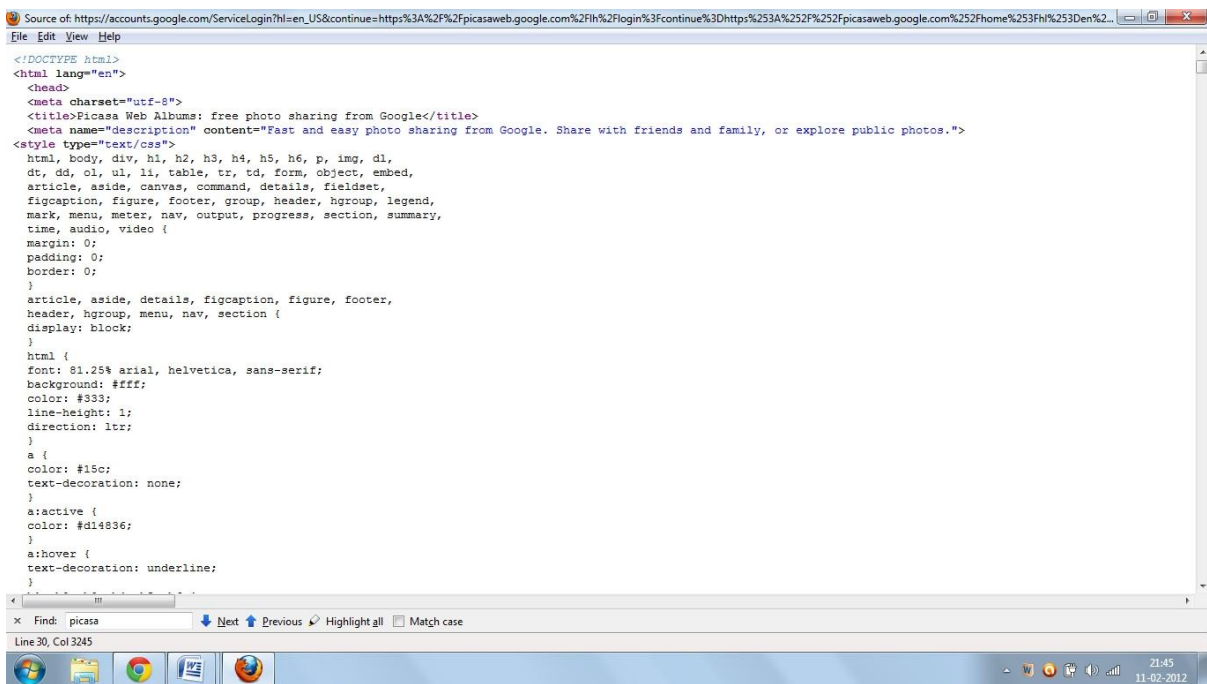 Source of: https://accounts.google.com/ServiceLogin?hl=en_US&continue=https%3A%2F%2Fpicasaweb.google.com%2Flh%2Flogin%3Fcontinue%3Dhttps%253A%252F%252Fpicasaweb.google.com%252Fhome%253Fhl%253Den%2...
File Edit View Help
<!DOCTYPE html>
<html lang="en">
<head>
<meta charset="utf-8">
<title>Picasa Web Albums: free photo sharing from Google</title>
<meta name="description" content="Fast and easy photo sharing from Google. Share with friends and family, or explore public photos.">
<style type="text/css">
html, body, div, h1, h2, h3, h4, h5, h6, p, img, dl,
dt, dd, ol, ul, li, table, tr, td, form, object, embed,
article, aside, canvas, command, details, fieldset,
figcaption, figure, footer, group, header, hgroup, legend,
mark, menu, meter, nav, output, progress, section, summary,
time, audio, video {
margin: 0;
padding: 0;
border: 0;
}
article, aside, details, figcaption, figure, footer,
header, hgroup, menu, nav, section {
display: block;
}
html {
font: 81.25% arial, helvetica, sans-serif;
background: #fff;
color: #333;
line-height: 1;
direction: ltr;
}
a {
color: #15c;
text-decoration: none;
}
a:active {
color: #d14836;
}
a:hover {
text-decoration: underline;
}
× Find: picasa Next Previous Highlight all Match case
Line 30, Col 3245
21:45
11-02-2012